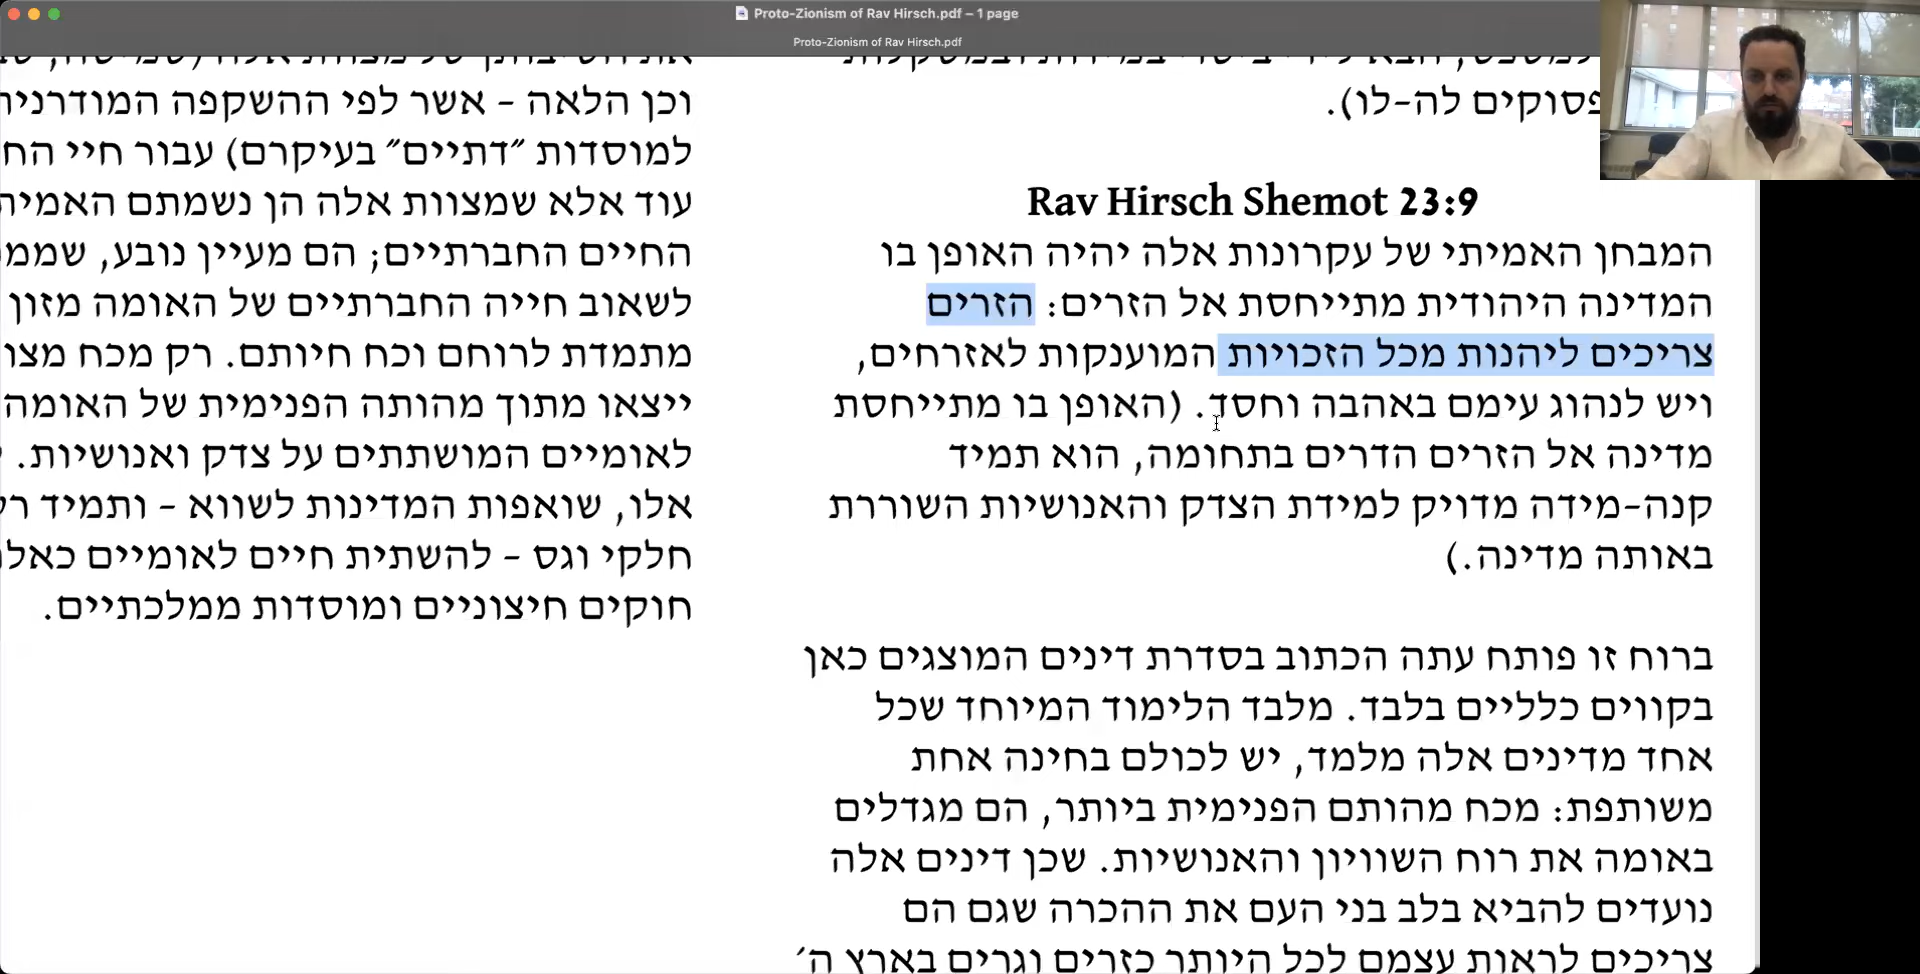 Proto-Zionism of Rav Hirsch.pdf – 1 page
Proto-Zionism of Rav Hirsch.pdf
פסוקים לה-לו).
Rav Hirsch Shemot 23:9
המבחן האמיתי של עקרונות אלה יהיה האופן בו
המדינה היהודית מתייחסת אל הזרים: הזרים
צריכים ליהנות מכל הזכויות המוענקות לאזרחים,
ויש לנהוג עימם באהבה וחסד. (האופן בו מתייחסת
מדינה אל הזרים הדרים בתחומה, הוא תמיד
קנה-מידה מדויק למידת הצדק והאנושיות השוררת
באותה מדינה.)
ברוח זו פותח עתה הכתוב בסדרת דינים המוצגים כאן
בקווים כלליים בלבד. מלבד הלימוד המיוחד שכל
אחד מדינים אלה מלמד, יש לכולם בחינה אחת
משותפת: מכח מהותם הפנימית ביותר, הם מגדלים
באומה את רוח השוויון והאנושיות. שכן דינים אלה
נועדים להביא בלב בני העם את ההכרה שגם הם
צריכים לראות עצמם לכל היותר כזרים וגרים בארץ ה׳
וכן הלאה – אשר לפי ההשקפה המודרנית
למוסדות ״דתיים״ בעיקרם) עבור חיי
עוד אלא שמצוות אלה הן נשמתם
החיים החברתיים; הם מעיין נובע,
לשאוב חייה החברתיים של האומה מזון
מתמדת לרוחם וכח חיותם. רק מכח
ייצאו מתוך מהותה הפנימית של האומה
לאומיים המושתתים על צדק ואנושיות.
אלו, שואפות המדינות לשווא – ותמיד
חלקי וגס – להשתית חיים לאומיים
חוקים חיצוניים ומוסדות ממלכתיים.